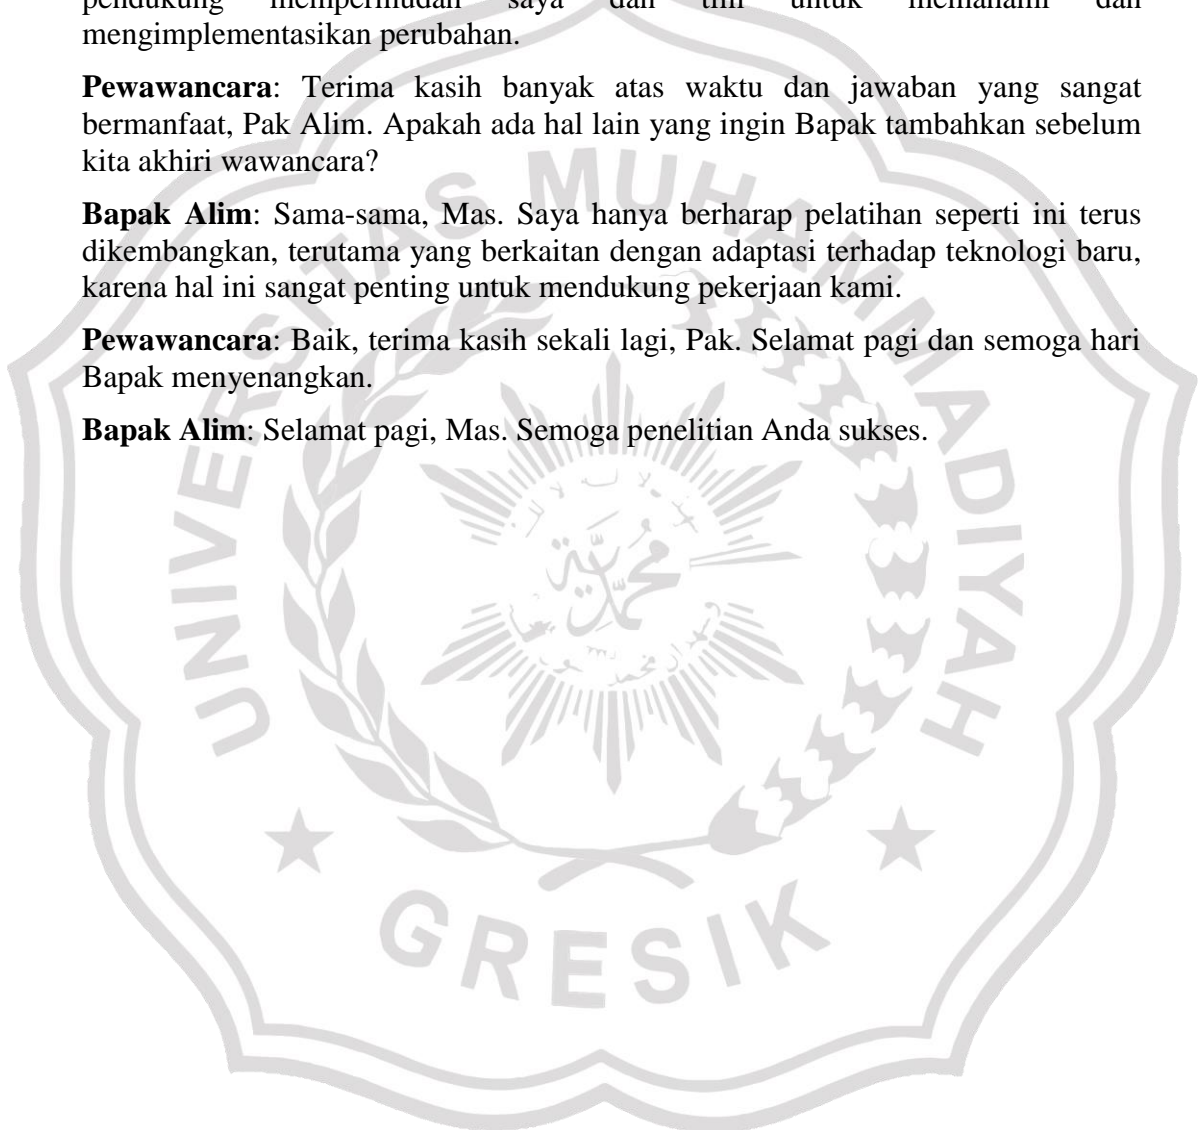 pendukung mempermudah saya dan tim untuk memahami dan
mengimplementasikan perubahan.
Pewawancara: Terima kasih banyak atas waktu dan jawaban yang sangat
bermanfaat, Pak Alim. Apakah ada hal lain yang ingin Bapak tambahkan sebelum
kita akhiri wawancara?
Bapak Alim: Sama-sama, Mas. Saya hanya berharap pelatihan seperti ini terus
dikembangkan, terutama yang berkaitan dengan adaptasi terhadap teknologi baru,
karena hal ini sangat penting untuk mendukung pekerjaan kami.
Pewawancara: Baik, terima kasih sekali lagi, Pak. Selamat pagi dan semoga hari
Bapak menyenangkan.
Bapak Alim: Selamat pagi, Mas. Semoga penelitian Anda sukses.
UNIVERSITAS MUHAMMADIYAH
GRESIK